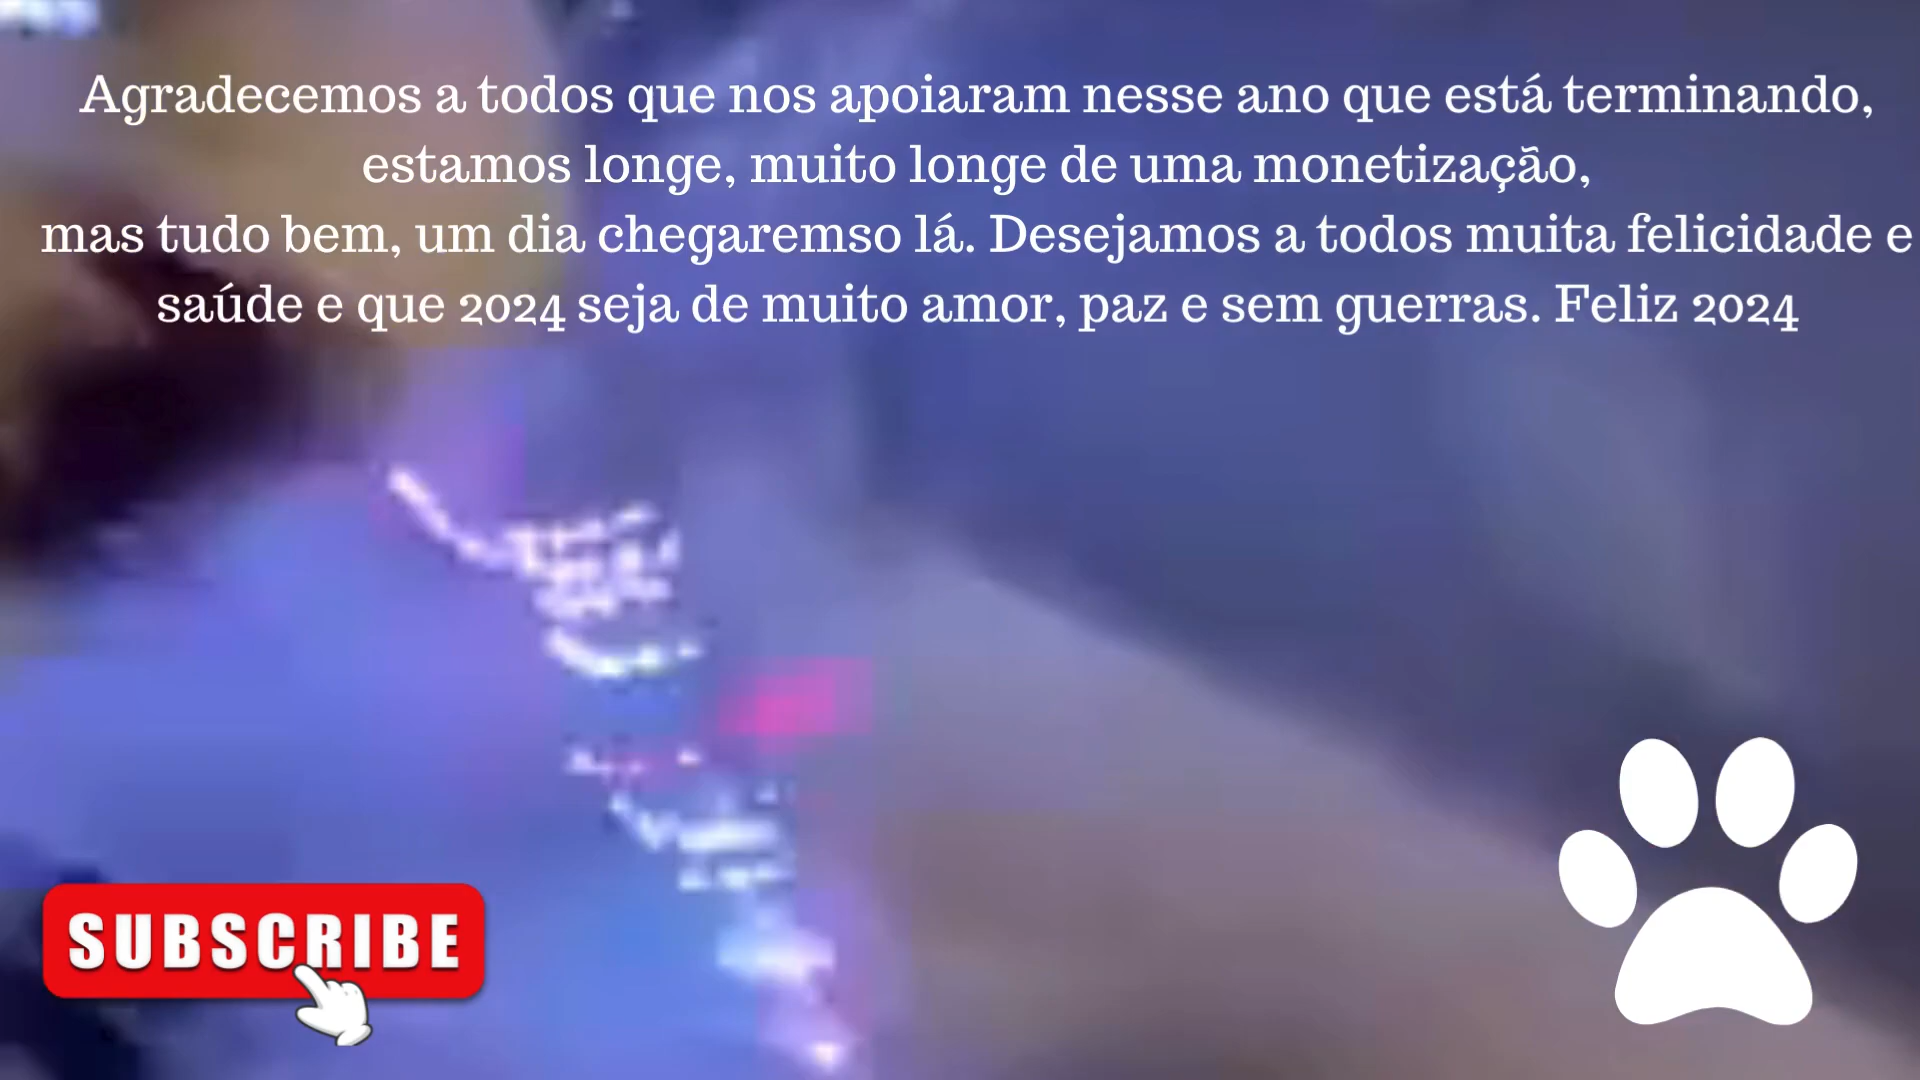 Agradecemos a todos que nos apoiaram nesse ano que está terminando,
estamos longe, muito longe de uma monetização,
mas tudo bem, um dia chegaremso lá. Desejamos a todos muita felicidade e
saúde e que 2024 seja de muito amor, paz e sem guerras. Feliz 2024
SUBSCRIBE